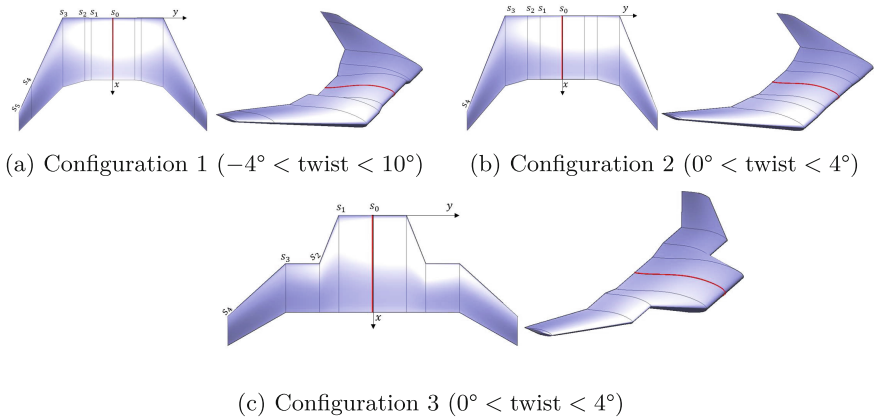 s₃ s₂ s₁ s₀ y
s₄
s₅
x
s₃ s₂ s₁ s₀ y
s₄
x
(a) Configuration 1 (−4° < twist < 10°)
(b) Configuration 2 (0° < twist < 4°)
s₁ s₀ y
s₃ s₂
s₄
x
(c) Configuration 3 (0° < twist < 4°)